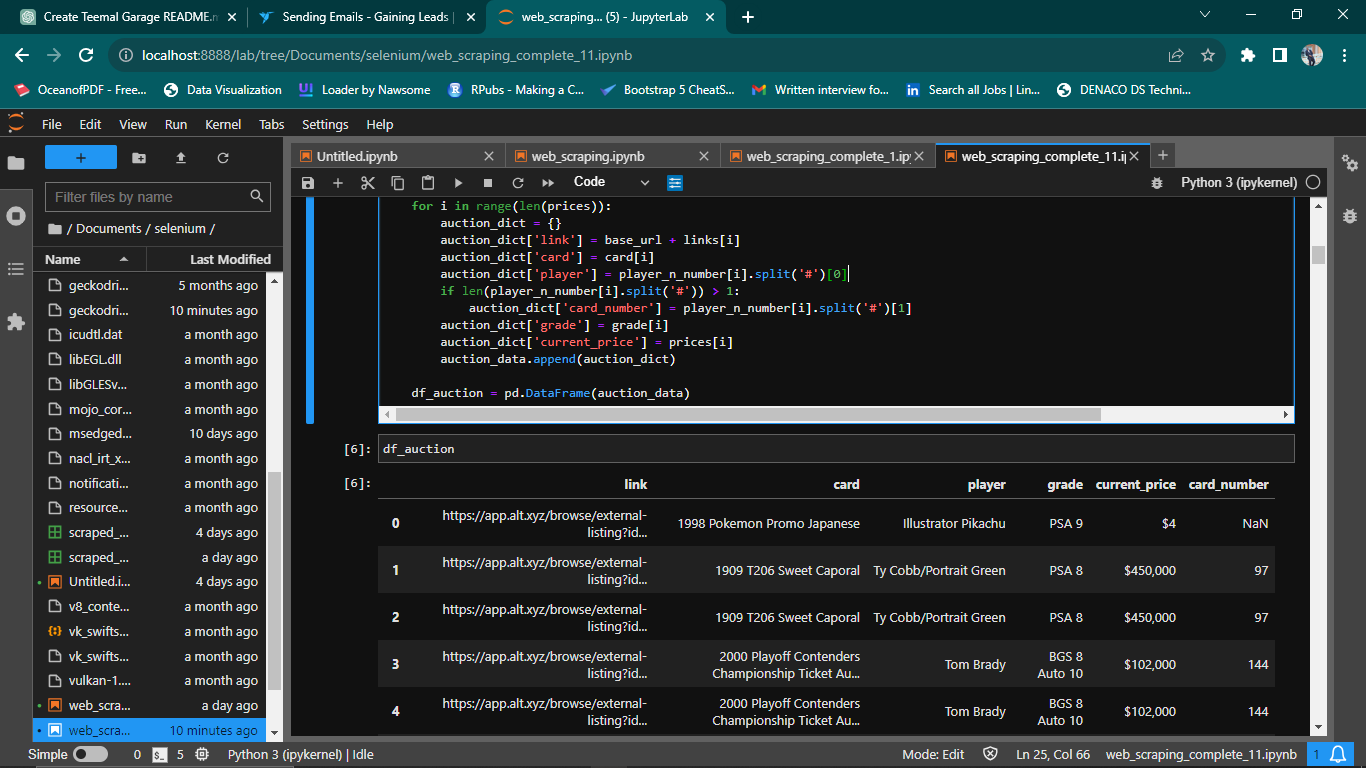 Create Teemal Garage README.m
Sending Emails - Gaining Leads |
web_scraping... (5) - JupyterLab
localhost:8888/lab/tree/Documents/selenium/web_scraping_complete_11.ipynb
OceanofPDF - Free...
Data Visualization
Loader by Nawsome
RPubs - Making a C...
Bootstrap 5 CheatS...
Written interview fo...
Search all Jobs | Lin...
DENACO DS Techni...
File Edit View Run Kernel Tabs Settings Help
Untitled.ipynb
web_scraping.ipynb
web_scraping_complete_1.ip
web_scraping_complete_11.i
Code
Python 3 (ipykernel)
Filter files by name
/ Documents / selenium /
Name Last Modified
geckodri... 5 months ago
geckodri... 10 minutes ago
icudtl.dat a month ago
libEGL.dll a month ago
libGLESv... a month ago
mojo_cor... a month ago
msedged... 10 days ago
nacl_irt_x... a month ago
notificati... a month ago
resource... a month ago
scraped_... 4 days ago
scraped_... a day ago
Untitled.i... 4 days ago
v8_conte... a month ago
vk_swifts... a month ago
vk_swifts... a month ago
vulkan-1.... a month ago
web_scra... a day ago
web_scra... 10 minutes ago
for i in range(len(prices)):
auction_dict = {}
auction_dict['link'] = base_url + links[i]
auction_dict['card'] = card[i]
auction_dict['player'] = player_n_number[i].split('#')[0]
if len(player_n_number[i].split('#')) > 1:
auction_dict['card_number'] = player_n_number[i].split('#')[1]
auction_dict['grade'] = grade[i]
auction_dict['current_price'] = prices[i]
auction_data.append(auction_dict)
df_auction = pd.DataFrame(auction_data)
[6]: df_auction
[6]: link card player grade current_price card_number
0 https://app.alt.xyz/browse/external-listing?id... 1998 Pokemon Promo Japanese Illustrator Pikachu PSA 9 $4 NaN
1 https://app.alt.xyz/browse/external-listing?id... 1909 T206 Sweet Caporal Ty Cobb/Portrait Green PSA 8 $450,000 97
2 https://app.alt.xyz/browse/external-listing?id... 1909 T206 Sweet Caporal Ty Cobb/Portrait Green PSA 8 $450,000 97
3 https://app.alt.xyz/browse/external-listing?id... 2000 Playoff Contenders Championship Ticket Au... Tom Brady BGS 8 Auto 10 $102,000 144
4 https://app.alt.xyz/browse/external-listing?id... 2000 Playoff Contenders Championship Ticket Au... Tom Brady BGS 8 Auto 10 $102,000 144
Simple 0 5 Python 3 (ipykernel) | Idle Mode: Edit Ln 25, Col 66 web_scraping_complete_11.ipynb 1